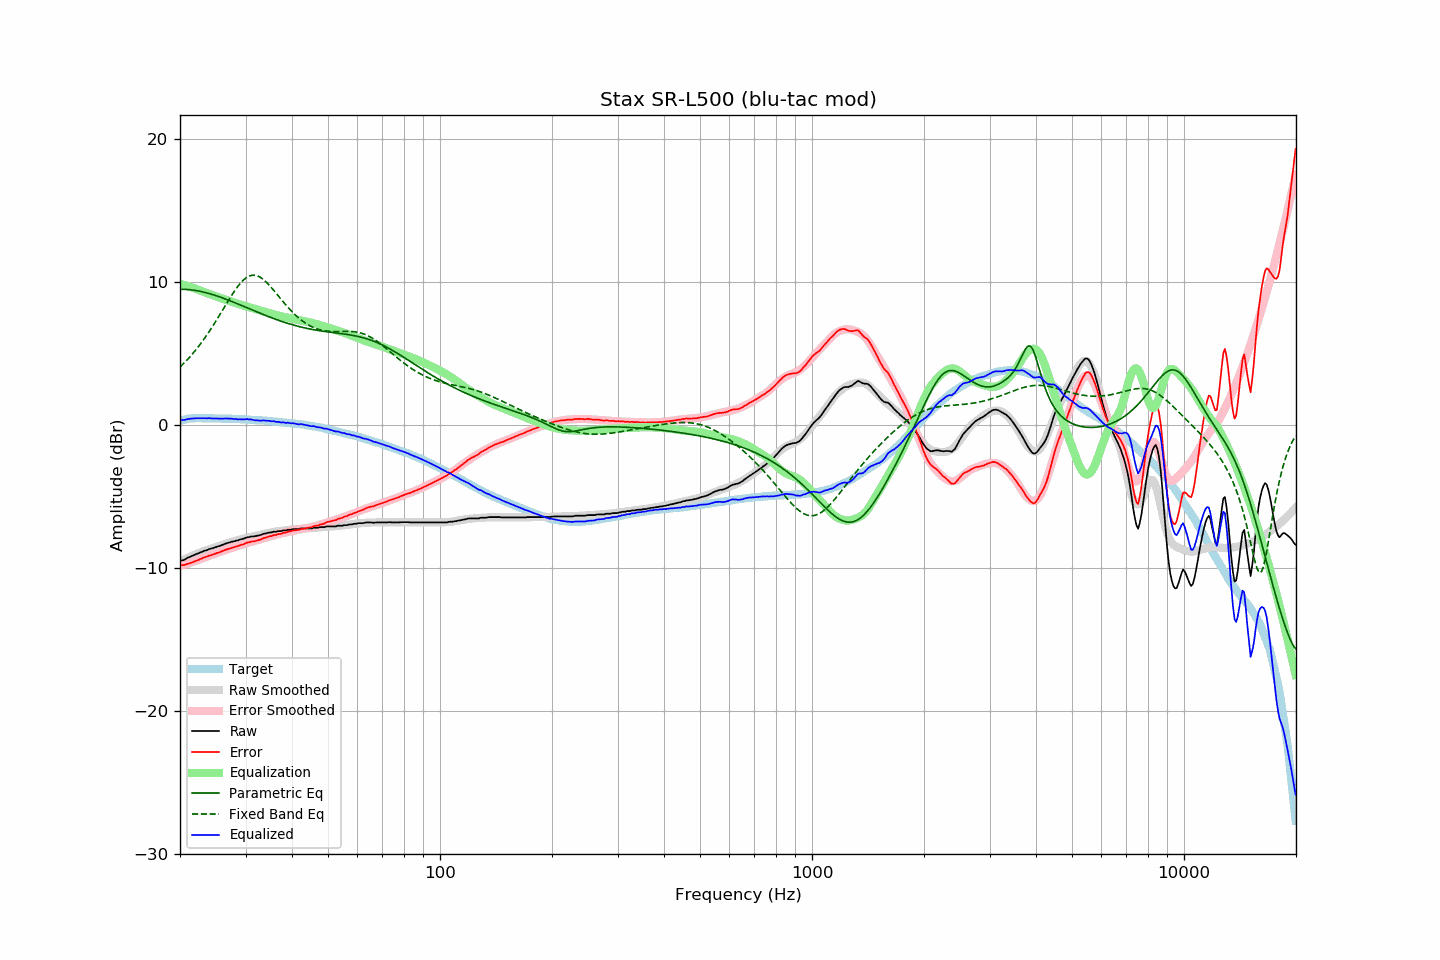 Stax SR-L500 (blu-tac mod)
20
10
0
−10
−20
−30
Amplitude (dBr)
Target
Raw Smoothed
Error Smoothed
Raw
Error
Equalization
Parametric Eq
Fixed Band Eq
Equalized
100
1000
10000
Frequency (Hz)